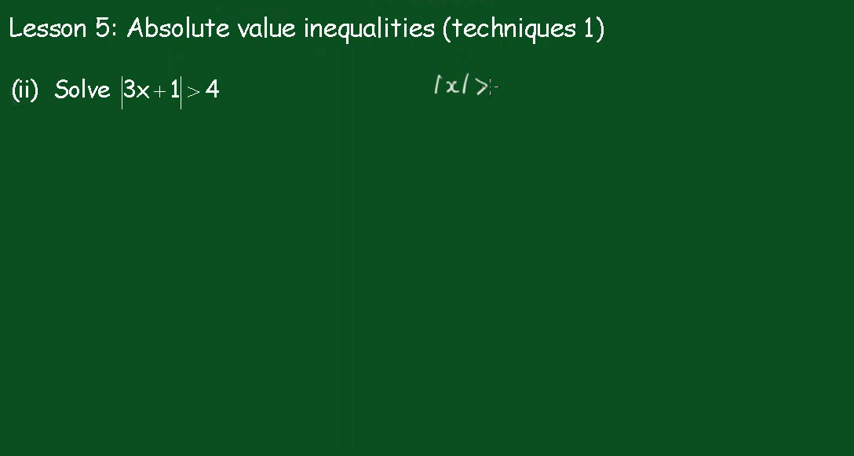 Lesson 5: Absolute value inequalities (techniques 1)
(ii) Solve |3x + 1| > 4
|x| >